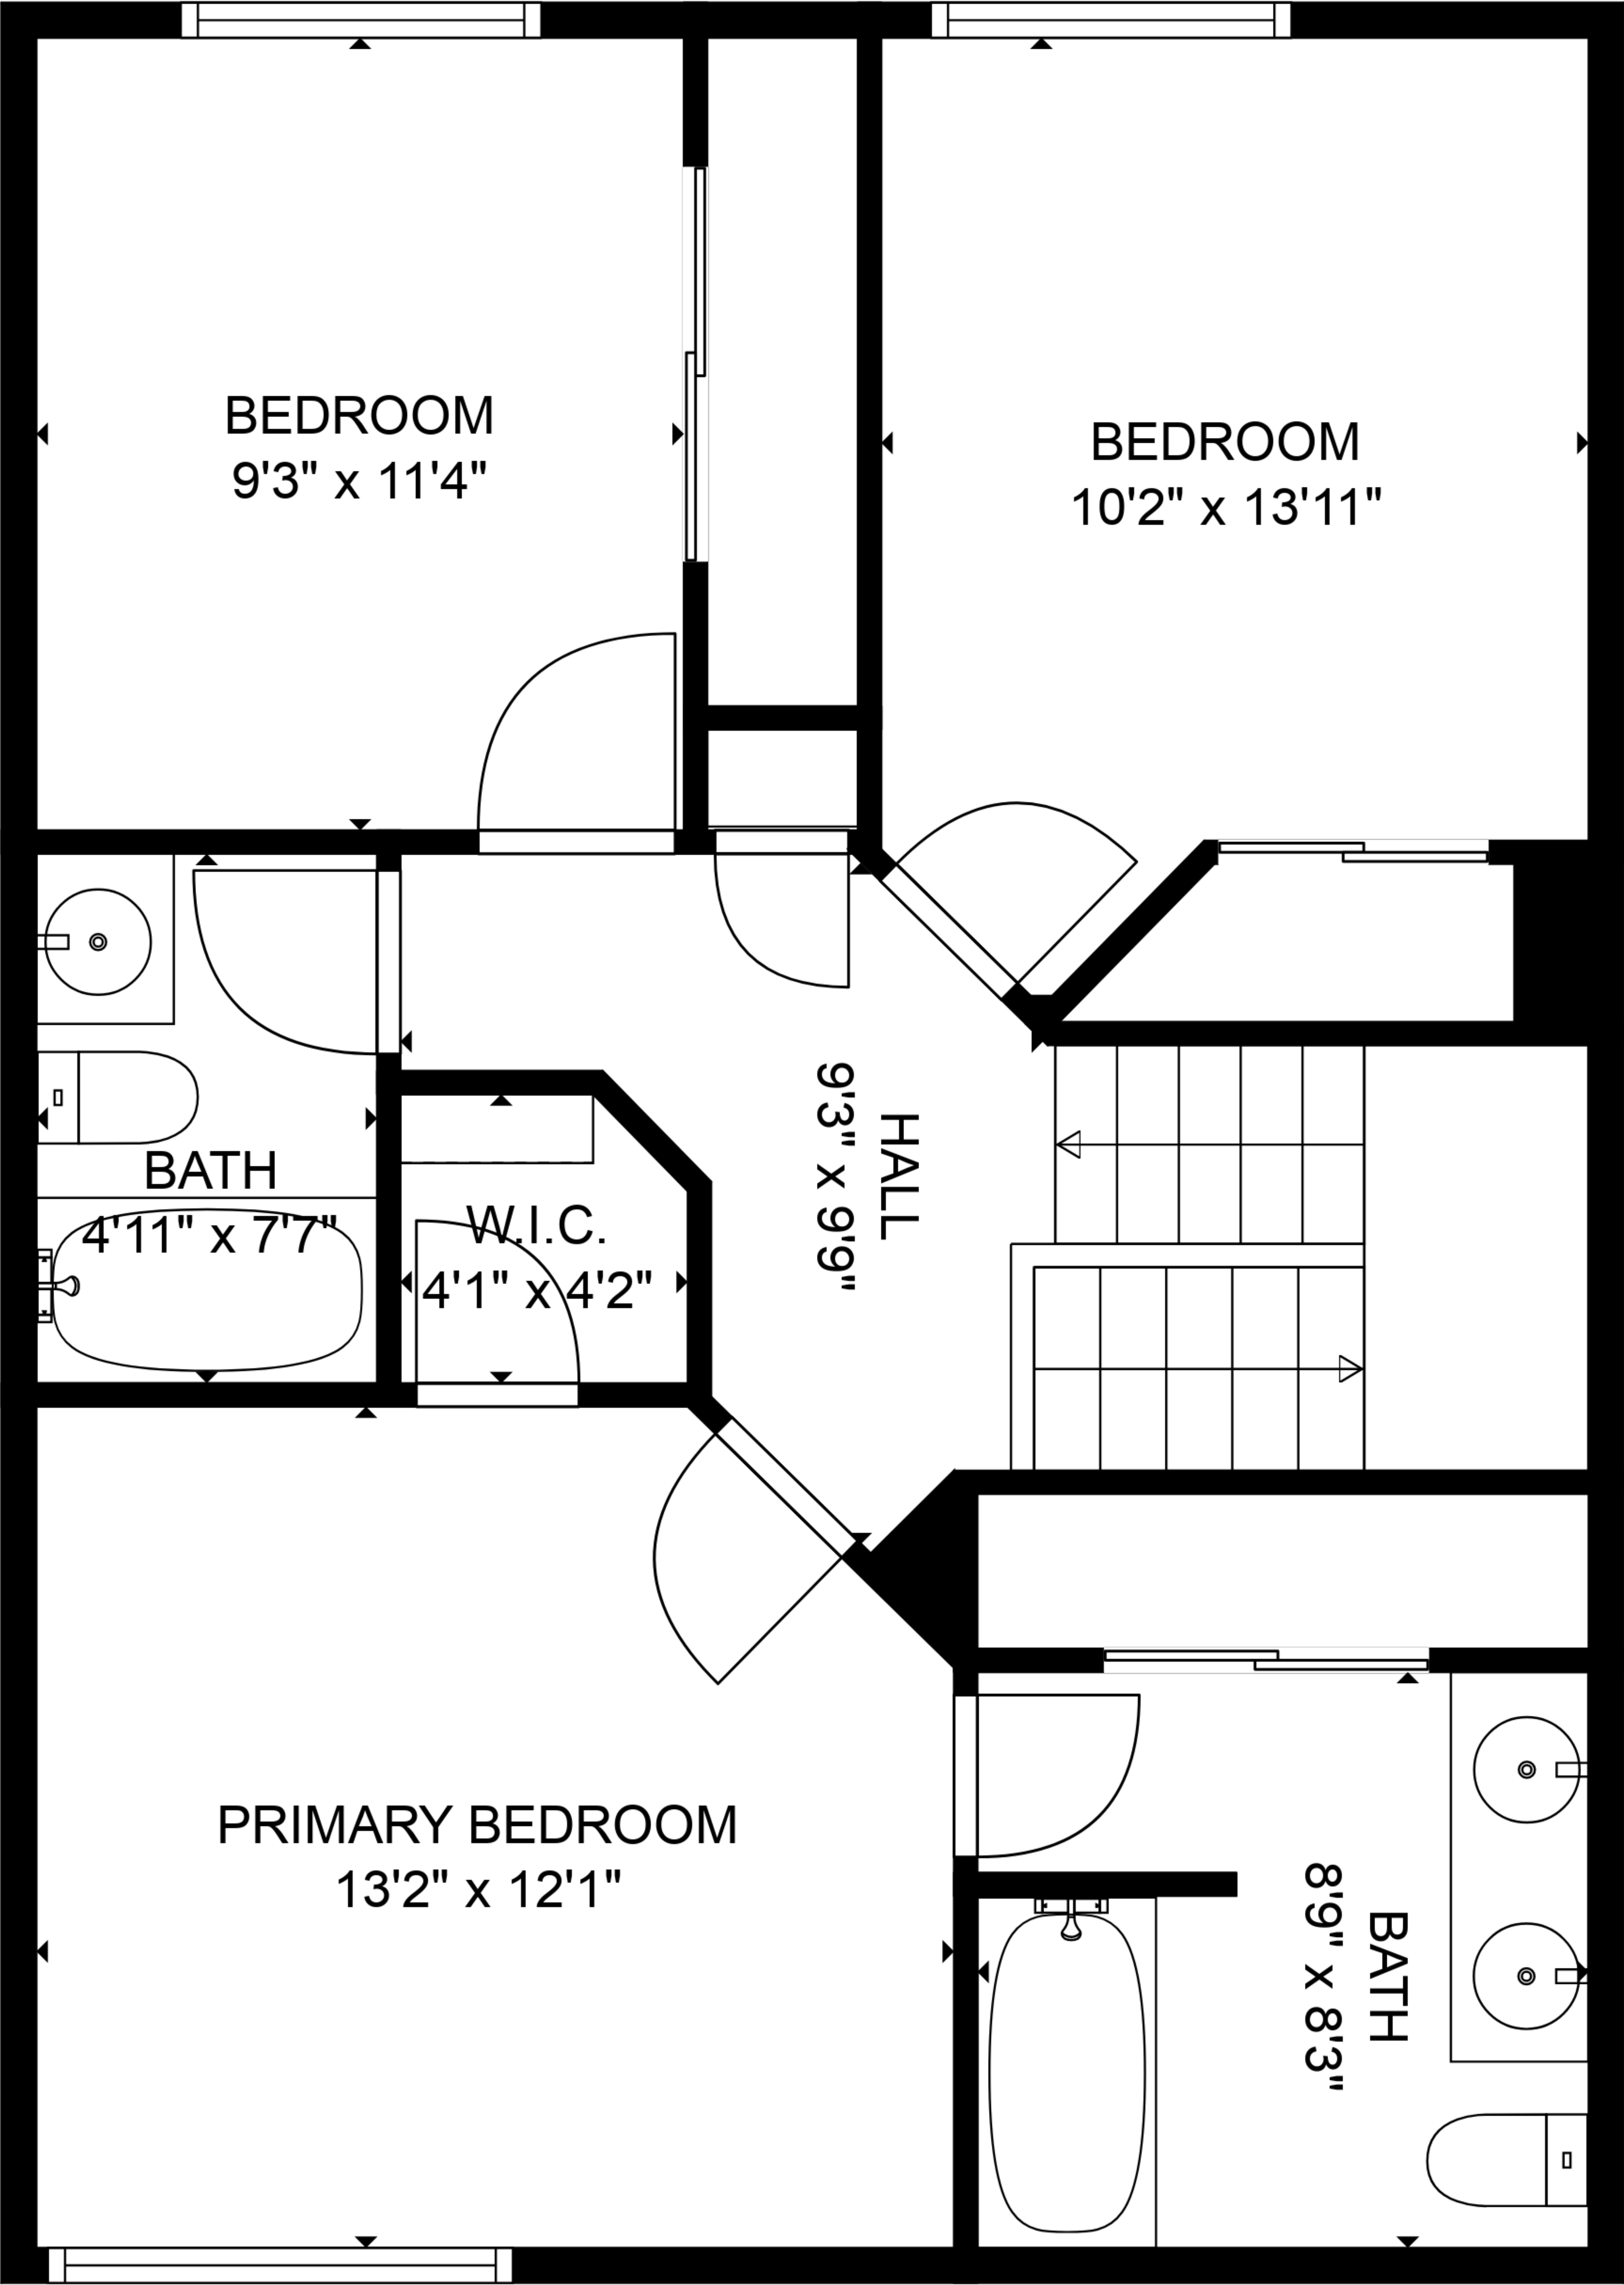 BEDROOM
9'3" x 11'4"
BEDROOM
10'2" x 13'11"
HALL
9'3" x 9'9"
BATH
4'11" x 7'7"
W.I.C.
4'1" x 4'2"
PRIMARY BEDROOM
13'2" x 12'1"
BATH
8'9" x 8'3"